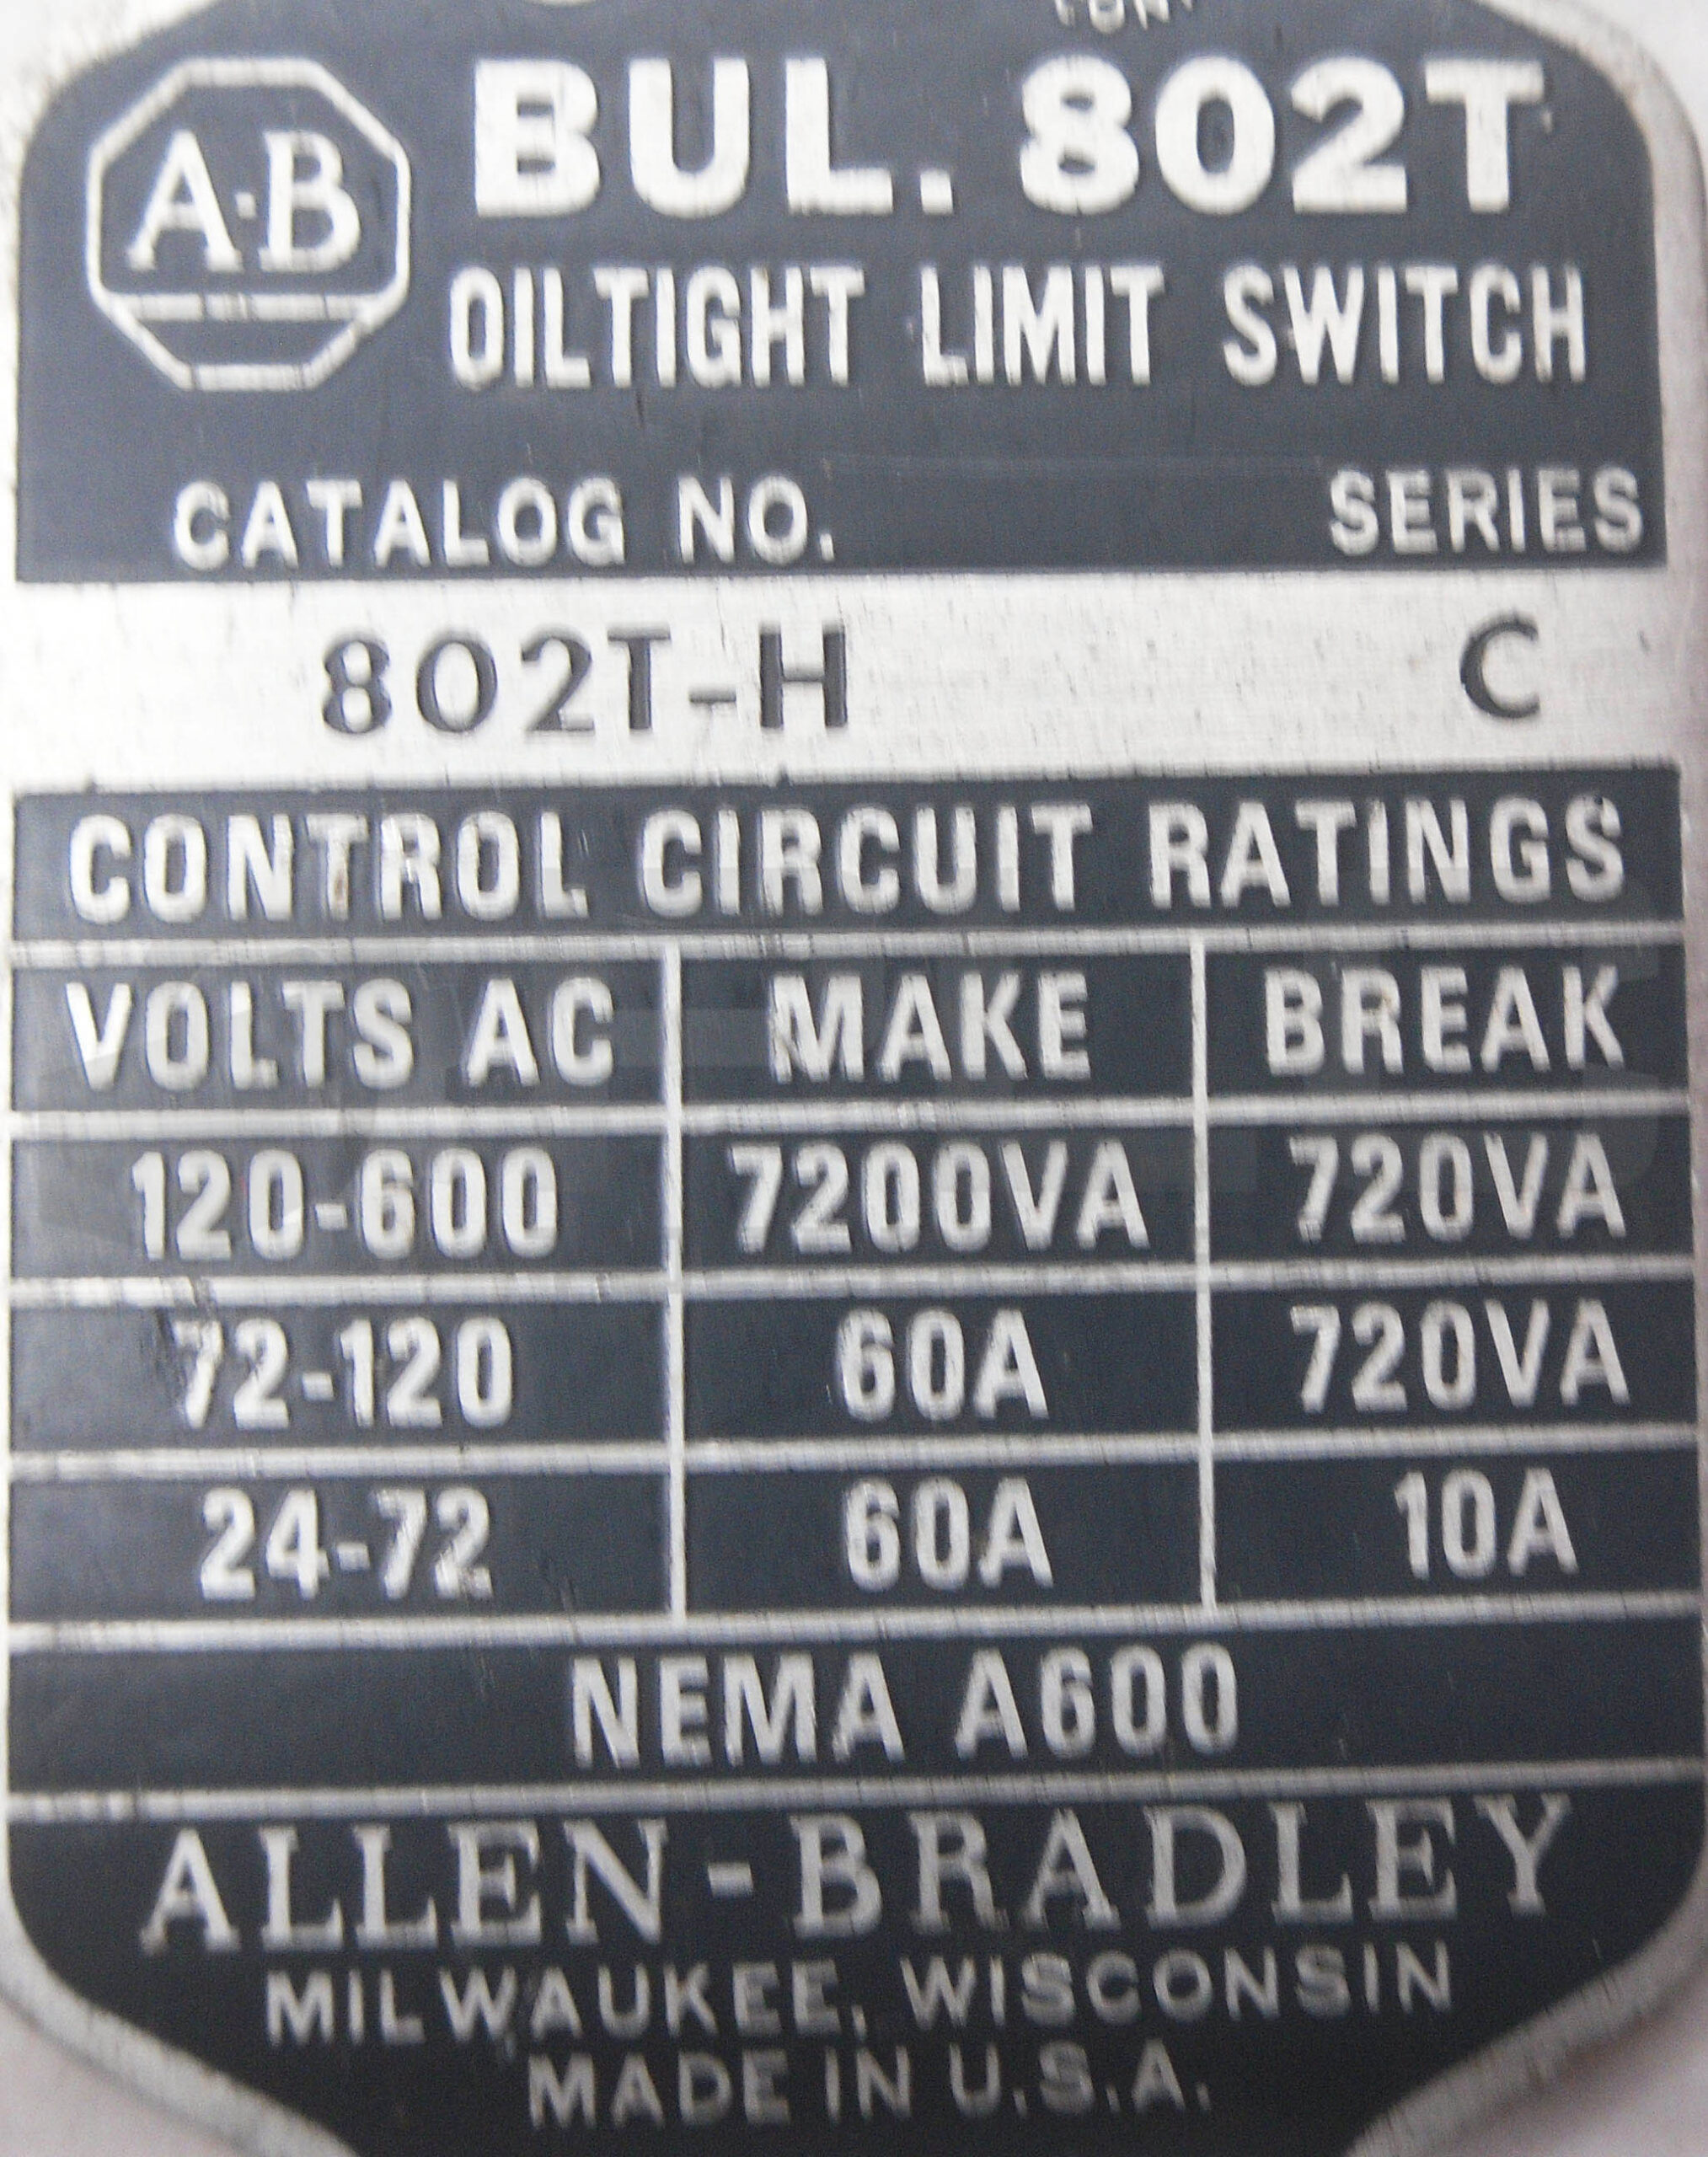 BUL. 802T
A-B
OILTIGHT LIMIT SWITCH
CATALOG NO. SERIES
802T-H C
CONTROL CIRCUIT RATINGS
VOLTS AC MAKE BREAK
120-600 7200VA 720VA
72-120 60A 720VA
24-72 60A 10A
NEMA A600
ALLEN-BRADLEY
MILWAUKEE, WISCONSIN
MADE IN U.S.A.